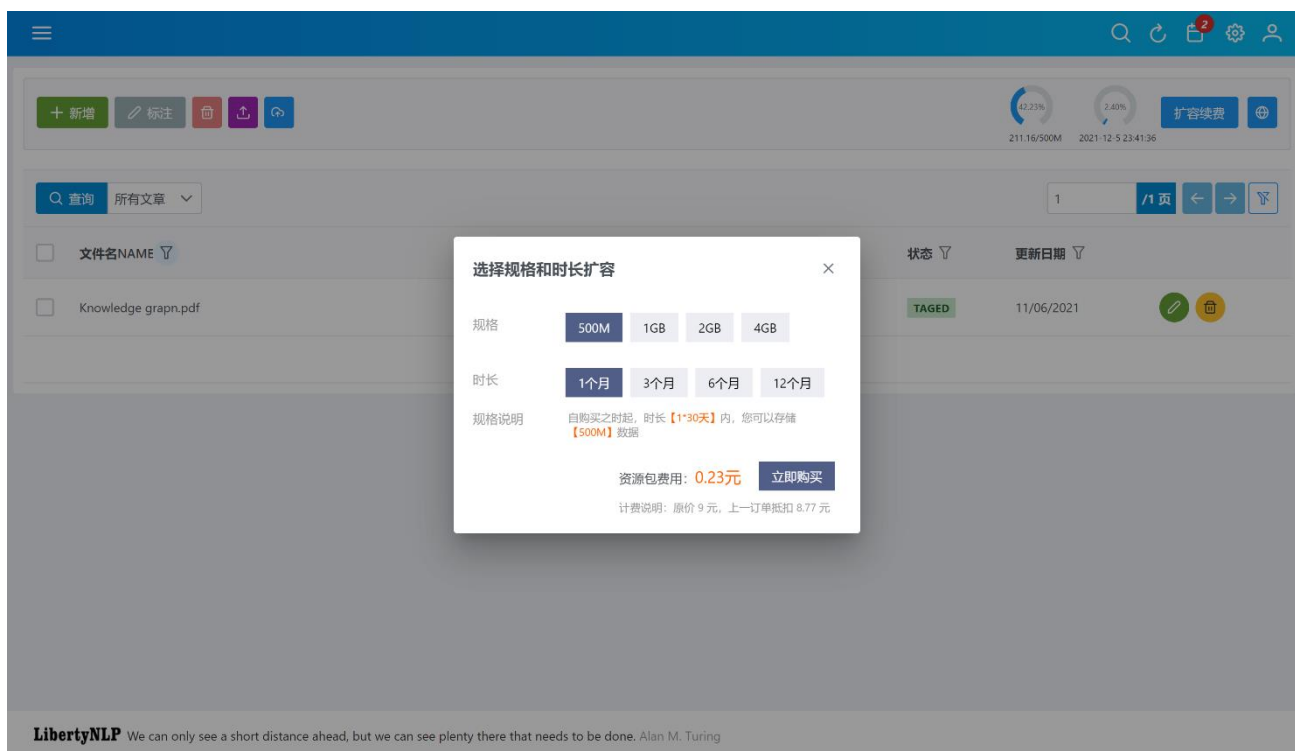 2
新增
标注
42.23%
2.40%
扩容续费
211.16/500M
2021-12-5 23:41:36
查询
所有文章
1
/1 页
文件名NAME
状态
更新日期
Knowledge grapn.pdf
TAGED
11/06/2021
选择规格和时长扩容
规格
500M
1GB
2GB
4GB
时长
1个月
3个月
6个月
12个月
规格说明
自购买之时起，时长【1*30天】内，您可以存储
【500M】数据
资源包费用：0.23元
立即购买
计费说明：原价 9 元，上一订单抵扣 8.77 元
LibertyNLP We can only see a short distance ahead, but we can see plenty there that needs to be done. Alan M. Turing